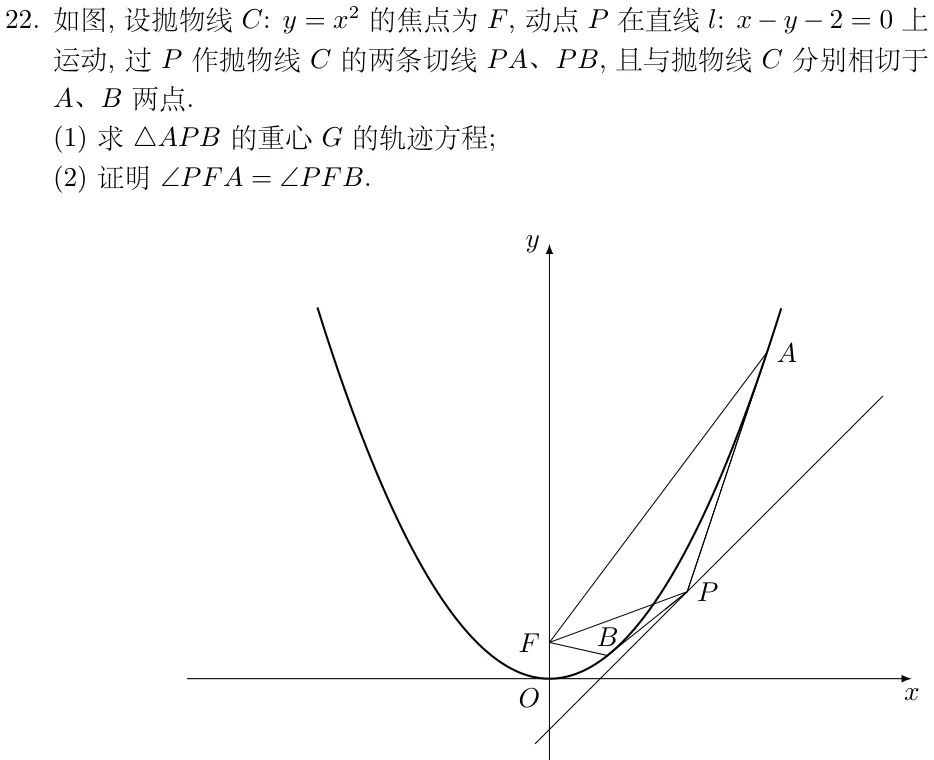 22. 如图, 设抛物线 C: y = x² 的焦点为 F, 动点 P 在直线 l: x − y − 2 = 0 上
运动, 过 P 作抛物线 C 的两条切线 PA、PB, 且与抛物线 C 分别相切于
A、B 两点.
(1) 求 △APB 的重心 G 的轨迹方程;
(2) 证明 ∠PFA = ∠PFB.
y
A
P
F
B
O
x